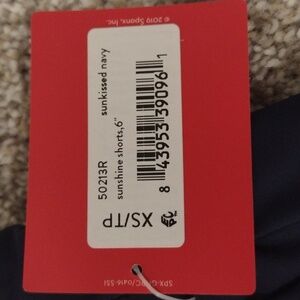 © 2019 Spanx, Inc.
sunkissed navy
50213R
sunshine shorts,6"
8 43953 39096 1
XS/TP